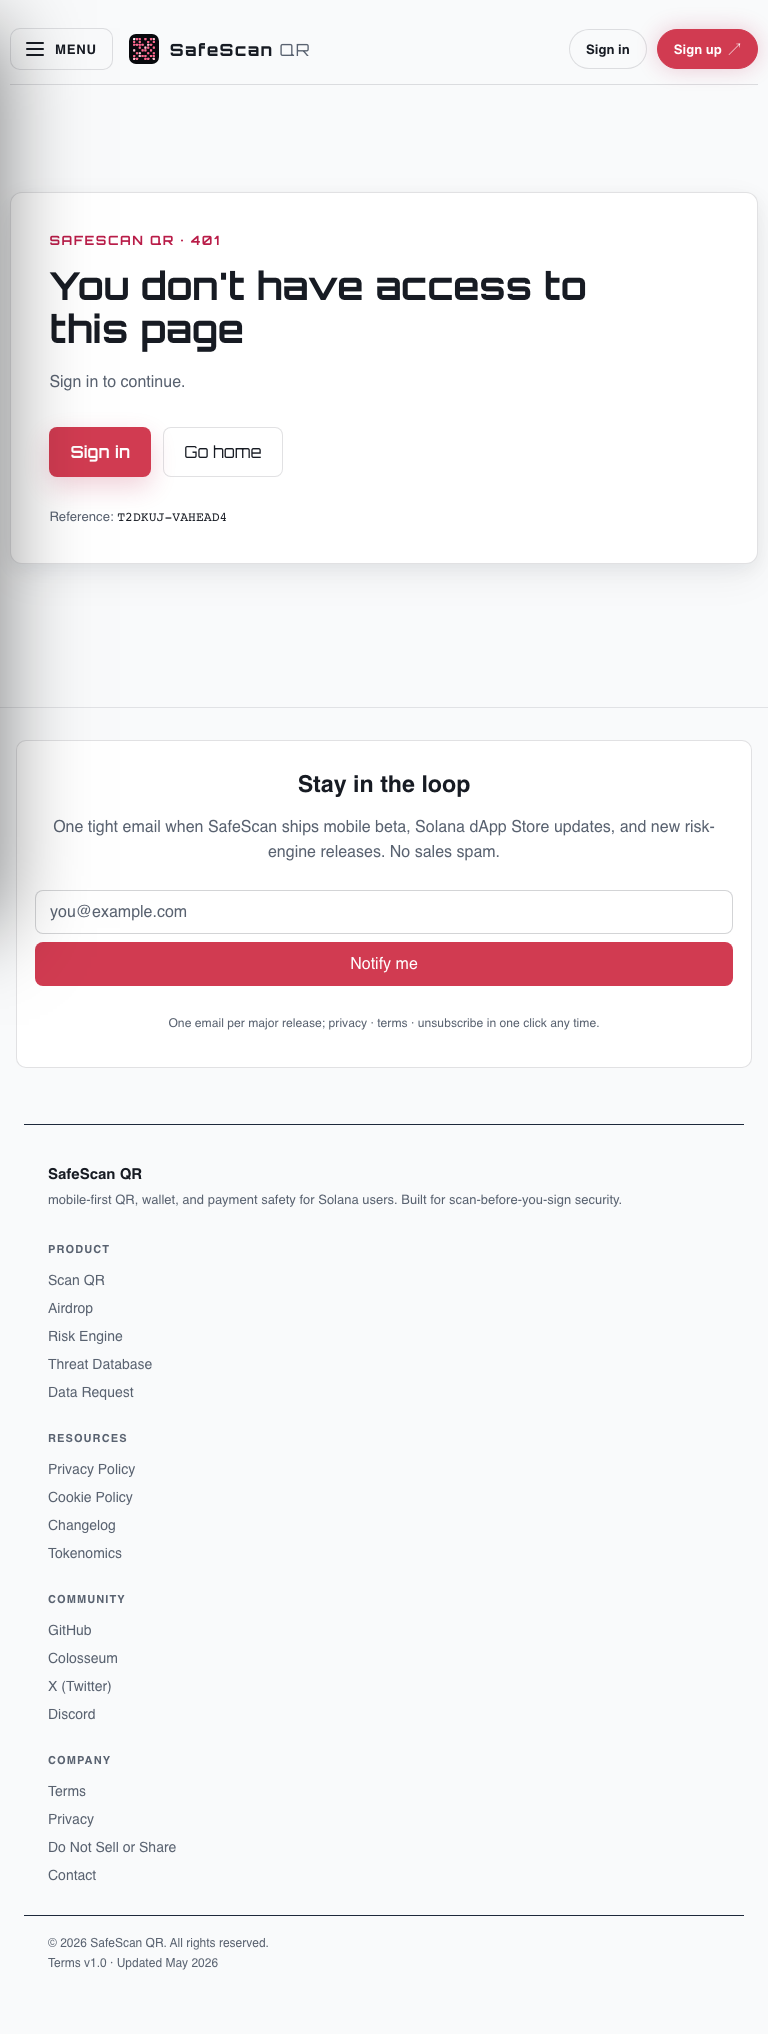 MENU
SafeScan QR
Sign in
Sign up ↗
SAFESCAN QR · 401
You don't have access to
this page
Sign in to continue.
Sign in
Go home
Reference: T2DKUJ-VAHEAD4
Stay in the loop
One tight email when SafeScan ships mobile beta, Solana dApp Store updates, and new risk-
engine releases. No sales spam.
you@example.com
Notify me
One email per major release; privacy · terms · unsubscribe in one click any time.
SafeScan QR
mobile-first QR, wallet, and payment safety for Solana users. Built for scan-before-you-sign security.
PRODUCT
Scan QR
Airdrop
Risk Engine
Threat Database
Data Request
RESOURCES
Privacy Policy
Cookie Policy
Changelog
Tokenomics
COMMUNITY
GitHub
Colosseum
X (Twitter)
Discord
COMPANY
Terms
Privacy
Do Not Sell or Share
Contact
© 2026 SafeScan QR. All rights reserved.
Terms v1.0 · Updated May 2026